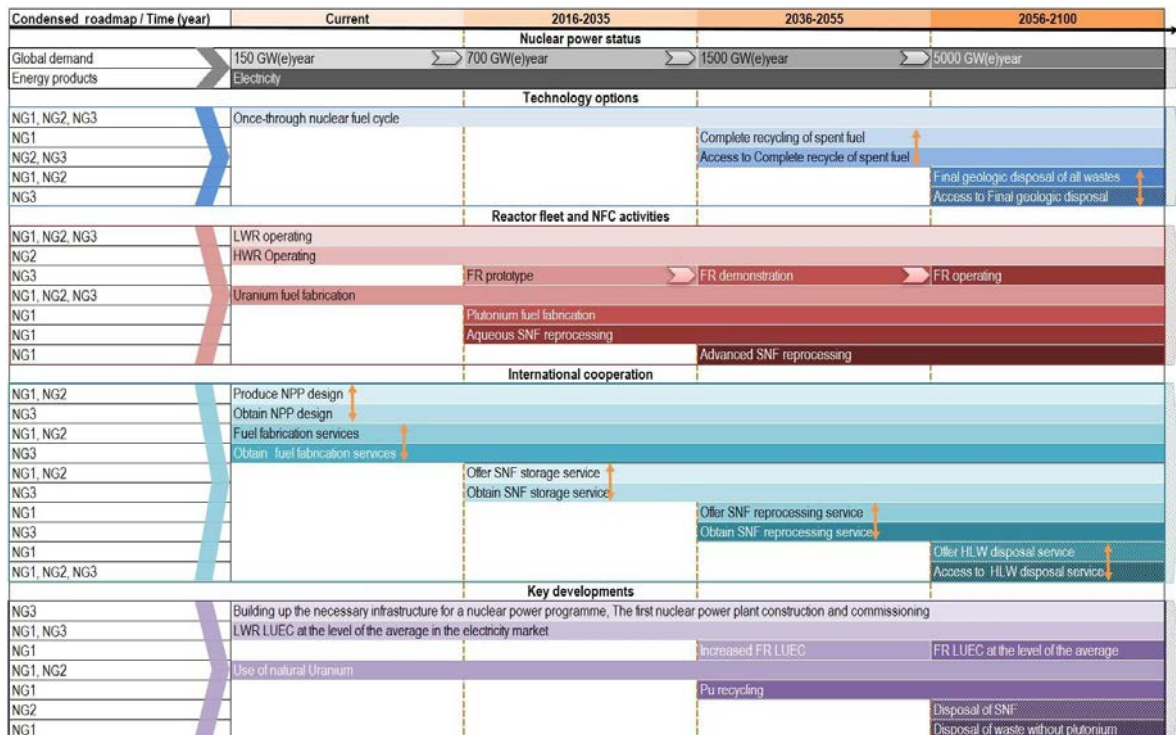 Condensed roadmap / Time (year) Current 2016-2035 2036-2055 2056-2100
Nuclear power status
Global demand 150 GW(e)year 700 GW(e)year 1500 GW(e)year 5000 GW(e)year
Energy products Electricity
Technology options
NG1, NG2, NG3 Once-through nuclear fuel cycle
NG1 Complete recycling of spent fuel
NG2, NG3 Access to Complete recycle of spent fuel
NG1, NG2 Final geologic disposal of all wastes
NG3 Access to Final geologic disposal
Reactor fleet and NFC activities
NG1, NG2, NG3 LWR operating
NG2 HWR Operating
NG3 FR prototype FR demonstration FR operating
NG1, NG2, NG3 Uranium fuel fabrication
NG1 Plutonium fuel fabrication
NG1 Aqueous SNF reprocessing
NG1 Advanced SNF reprocessing
International cooperation
NG1, NG2 Produce NPP design
NG3 Obtain NPP design
NG1, NG2 Fuel fabrication services
NG3 Obtain fuel fabrication services
NG1, NG2 Offer SNF storage service
NG3 Obtain SNF storage service
NG1 Offer SNF reprocessing service
NG3 Obtain SNF reprocessing service
NG1 Offer HLW disposal service
NG1, NG2, NG3 Access to HLW disposal service
Key developments
NG3 Building up the necessary infrastructure for a nuclear power programme, The first nuclear power plant construction and commissioning
NG1, NG3 LWR LUEC at the level of the average in the electricity market
NG1 Increased FR LUEC FR LUEC at the level of the average
NG1, NG2 Use of natural Uranium
NG1 Pu recycling
NG2 Disposal of SNF
NG1 Disposal of waste without plutonium